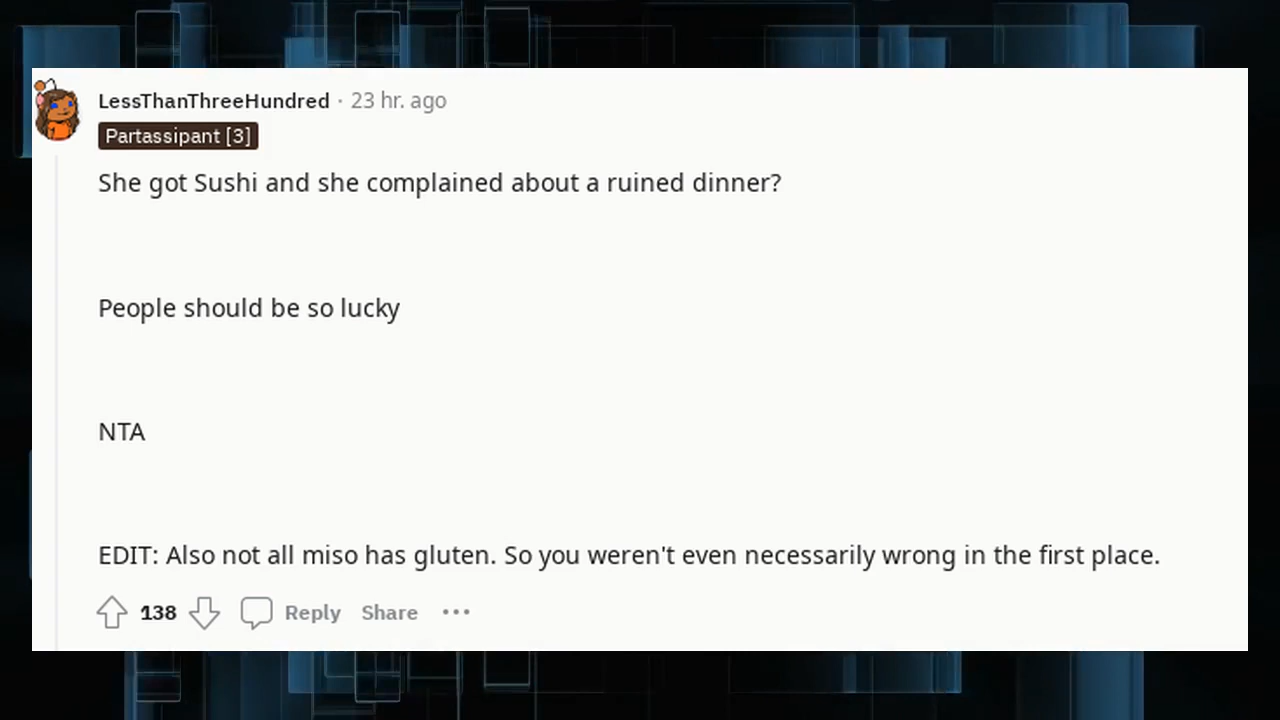 LessThanThreeHundred · 23 hr. ago
Partassipant [3]
She got Sushi and she complained about a ruined dinner?
People should be so lucky
NTA
EDIT: Also not all miso has gluten. So you weren't even necessarily wrong in the first place.
138 Reply Share •••